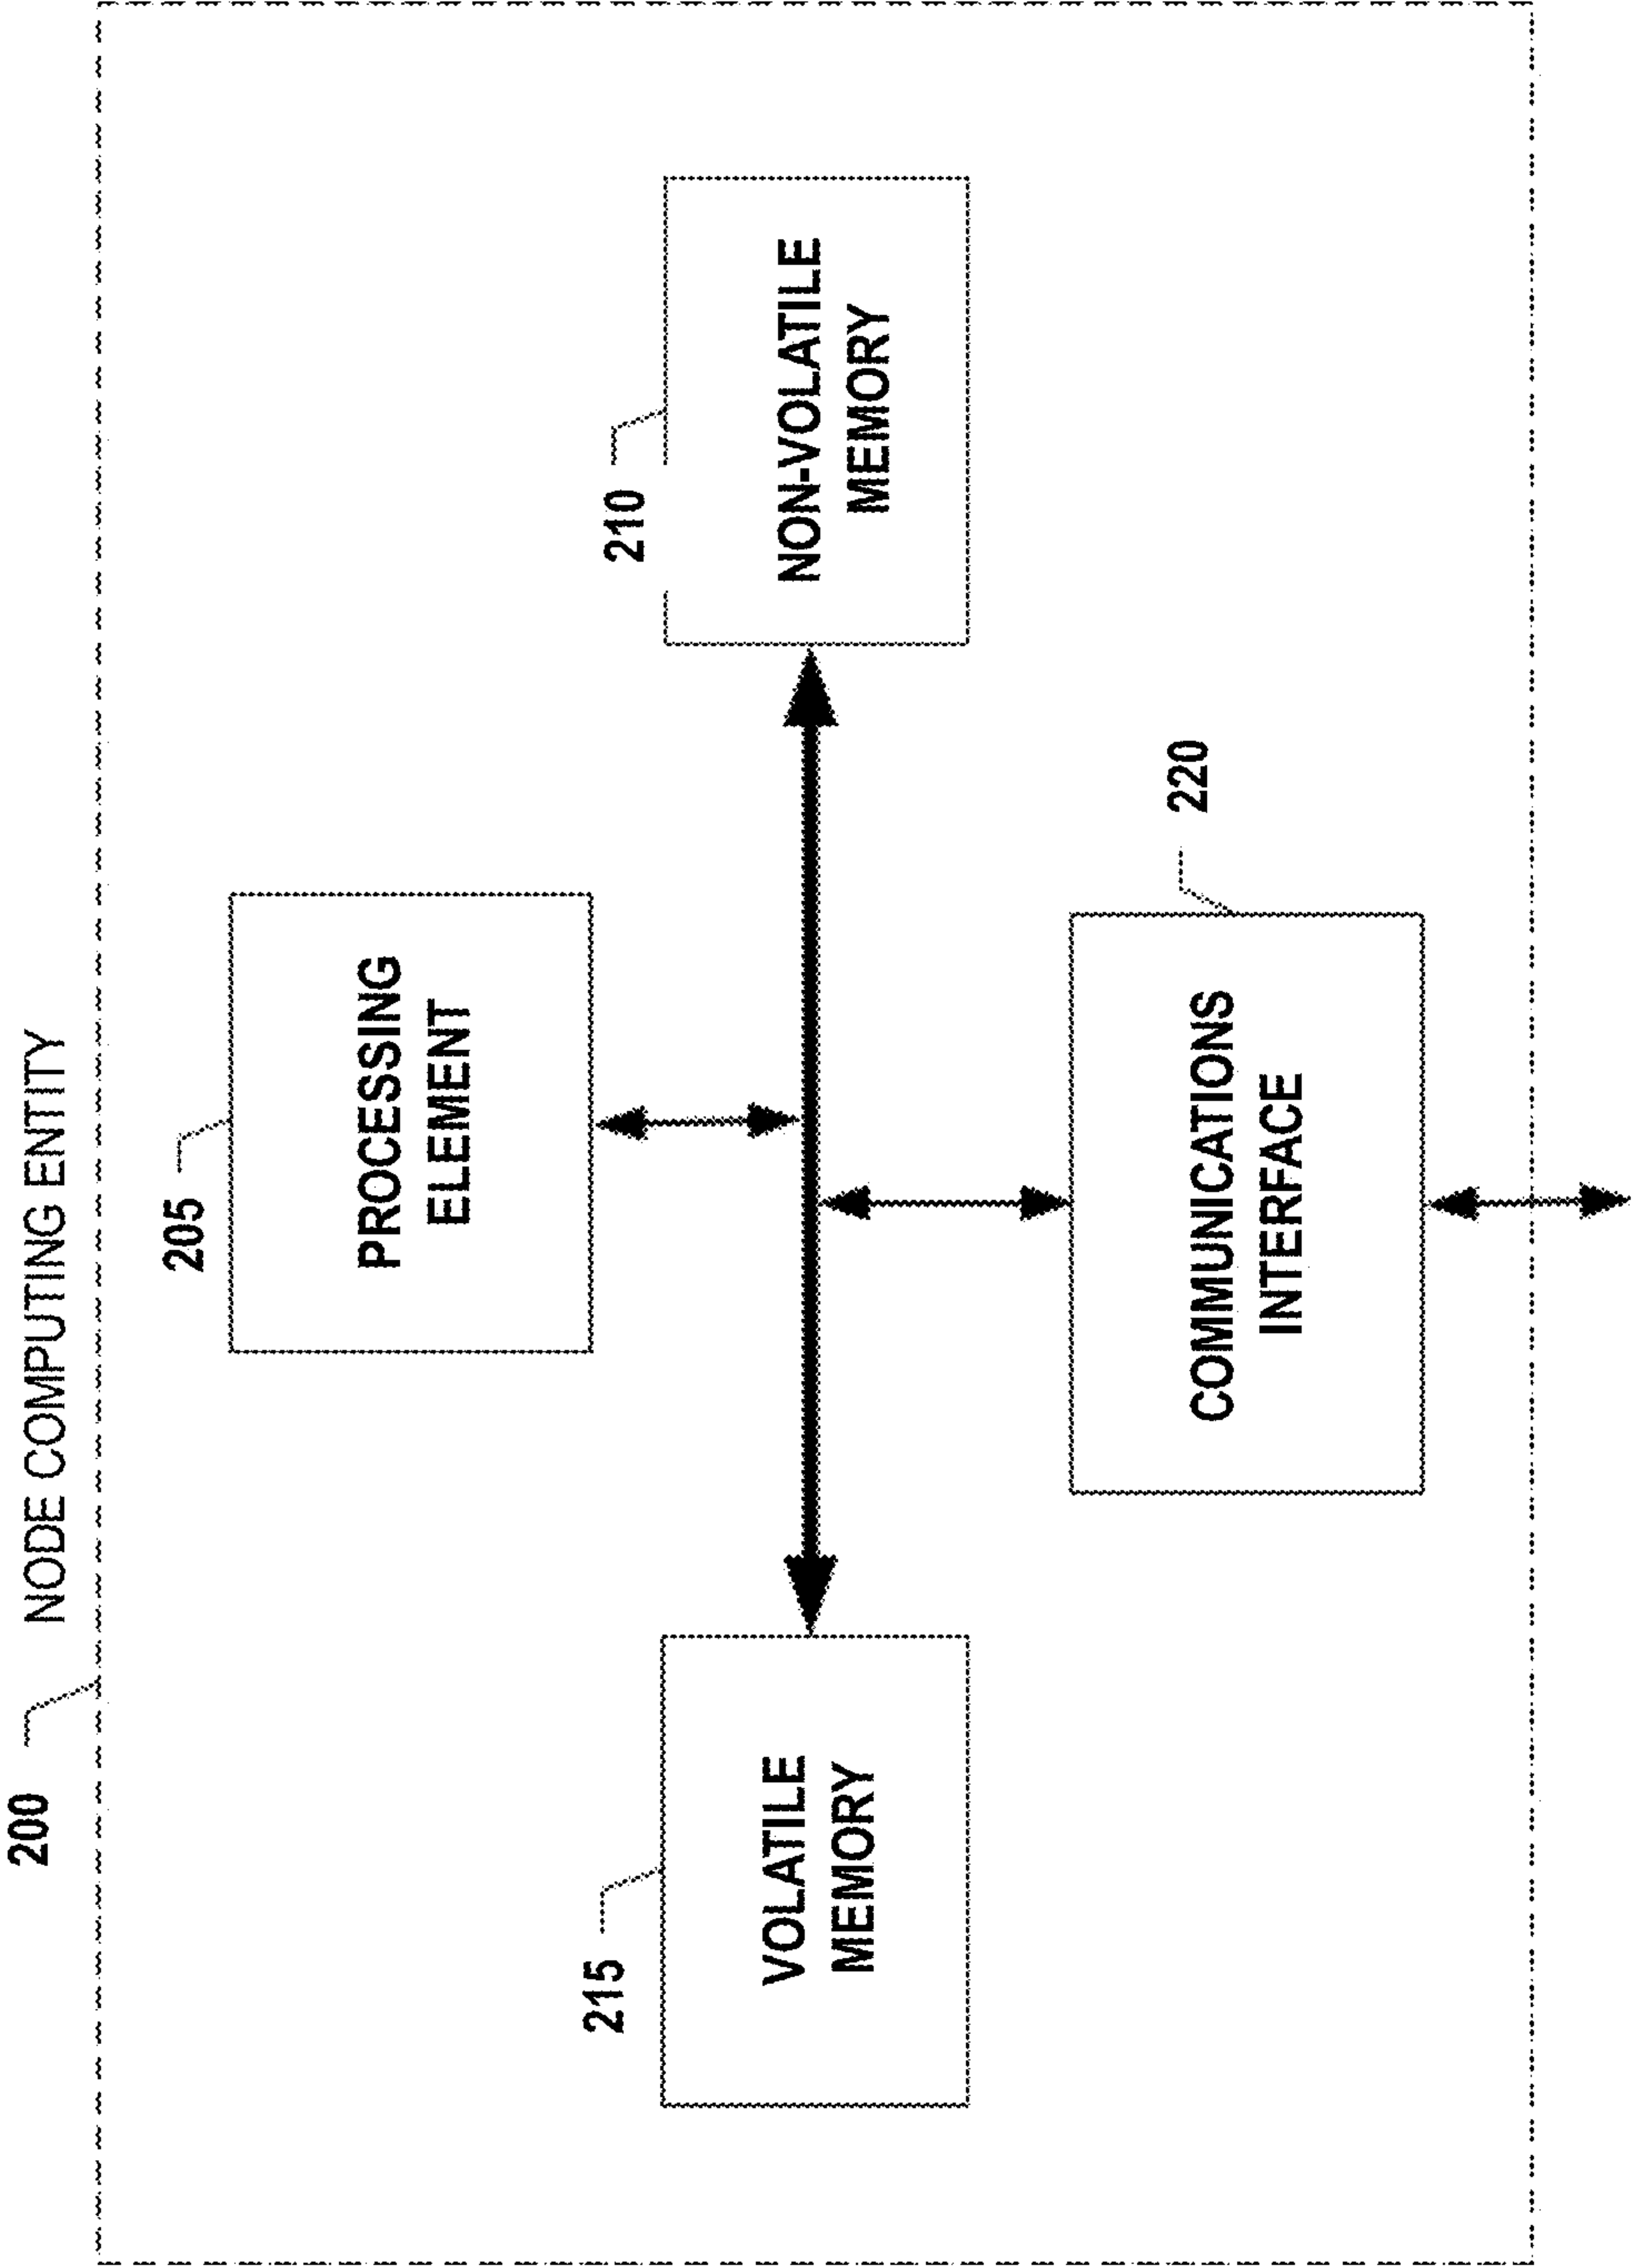 200
NODE COMPUTING ENTITY
205
PROCESSING
ELEMENT
215
VOLATILE
MEMORY
210
NON-VOLATILE
MEMORY
220
COMMUNICATIONS
INTERFACE